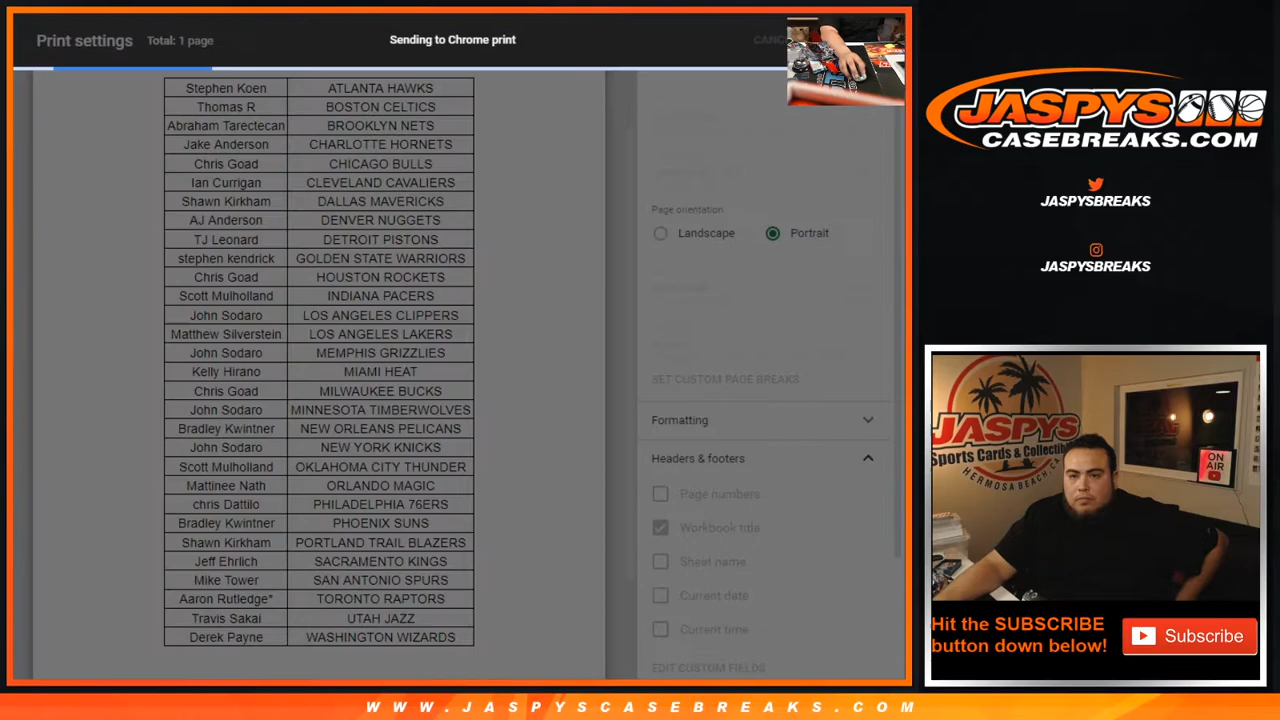 Print settings Total: 1 page Sending to Chrome print
Stephen Koen ATLANTA HAWKS
Thomas R BOSTON CELTICS
Abraham Tarectecan BROOKLYN NETS
Jake Anderson CHARLOTTE HORNETS
Chris Goad CHICAGO BULLS
Ian Currigan CLEVELAND CAVALIERS
Shawn Kirkham DALLAS MAVERICKS
AJ Anderson DENVER NUGGETS
TJ Leonard DETROIT PISTONS
stephen kendrick GOLDEN STATE WARRIORS
Chris Goad HOUSTON ROCKETS
Scott Mulholland INDIANA PACERS
John Sodaro LOS ANGELES CLIPPERS
Matthew Silverstein LOS ANGELES LAKERS
John Sodaro MEMPHIS GRIZZLIES
Kelly Hirano MIAMI HEAT
Chris Goad MILWAUKEE BUCKS
John Sodaro MINNESOTA TIMBERWOLVES
Bradley Kwintner NEW ORLEANS PELICANS
John Sodaro NEW YORK KNICKS
Scott Mulholland OKLAHOMA CITY THUNDER
Mattinee Nath ORLANDO MAGIC
chris Dattilo PHILADELPHIA 76ERS
Bradley Kwintner PHOENIX SUNS
Shawn Kirkham PORTLAND TRAIL BLAZERS
Jeff Ehrlich SACRAMENTO KINGS
Mike Tower SAN ANTONIO SPURS
Aaron Rutledge* TORONTO RAPTORS
Travis Sakai UTAH JAZZ
Derek Payne WASHINGTON WIZARDS
Page orientation
Landscape Portrait
SET CUSTOM PAGE BREAKS
Formatting
Headers & footers
Page numbers
Workbook title
Sheet name
Current date
Current time
EDIT CUSTOM FIELDS
JASPYS
CASEBREAKS.COM
JASPYSBREAKS
JASPYSBREAKS
JASPYS
Sports Cards & Collectibl
HERMOSA BEACH, CA
ON
AIR
Hit the SUBSCRIBE
button down below!
Subscribe
WWW.JASPYSCASEBREAKS.COM